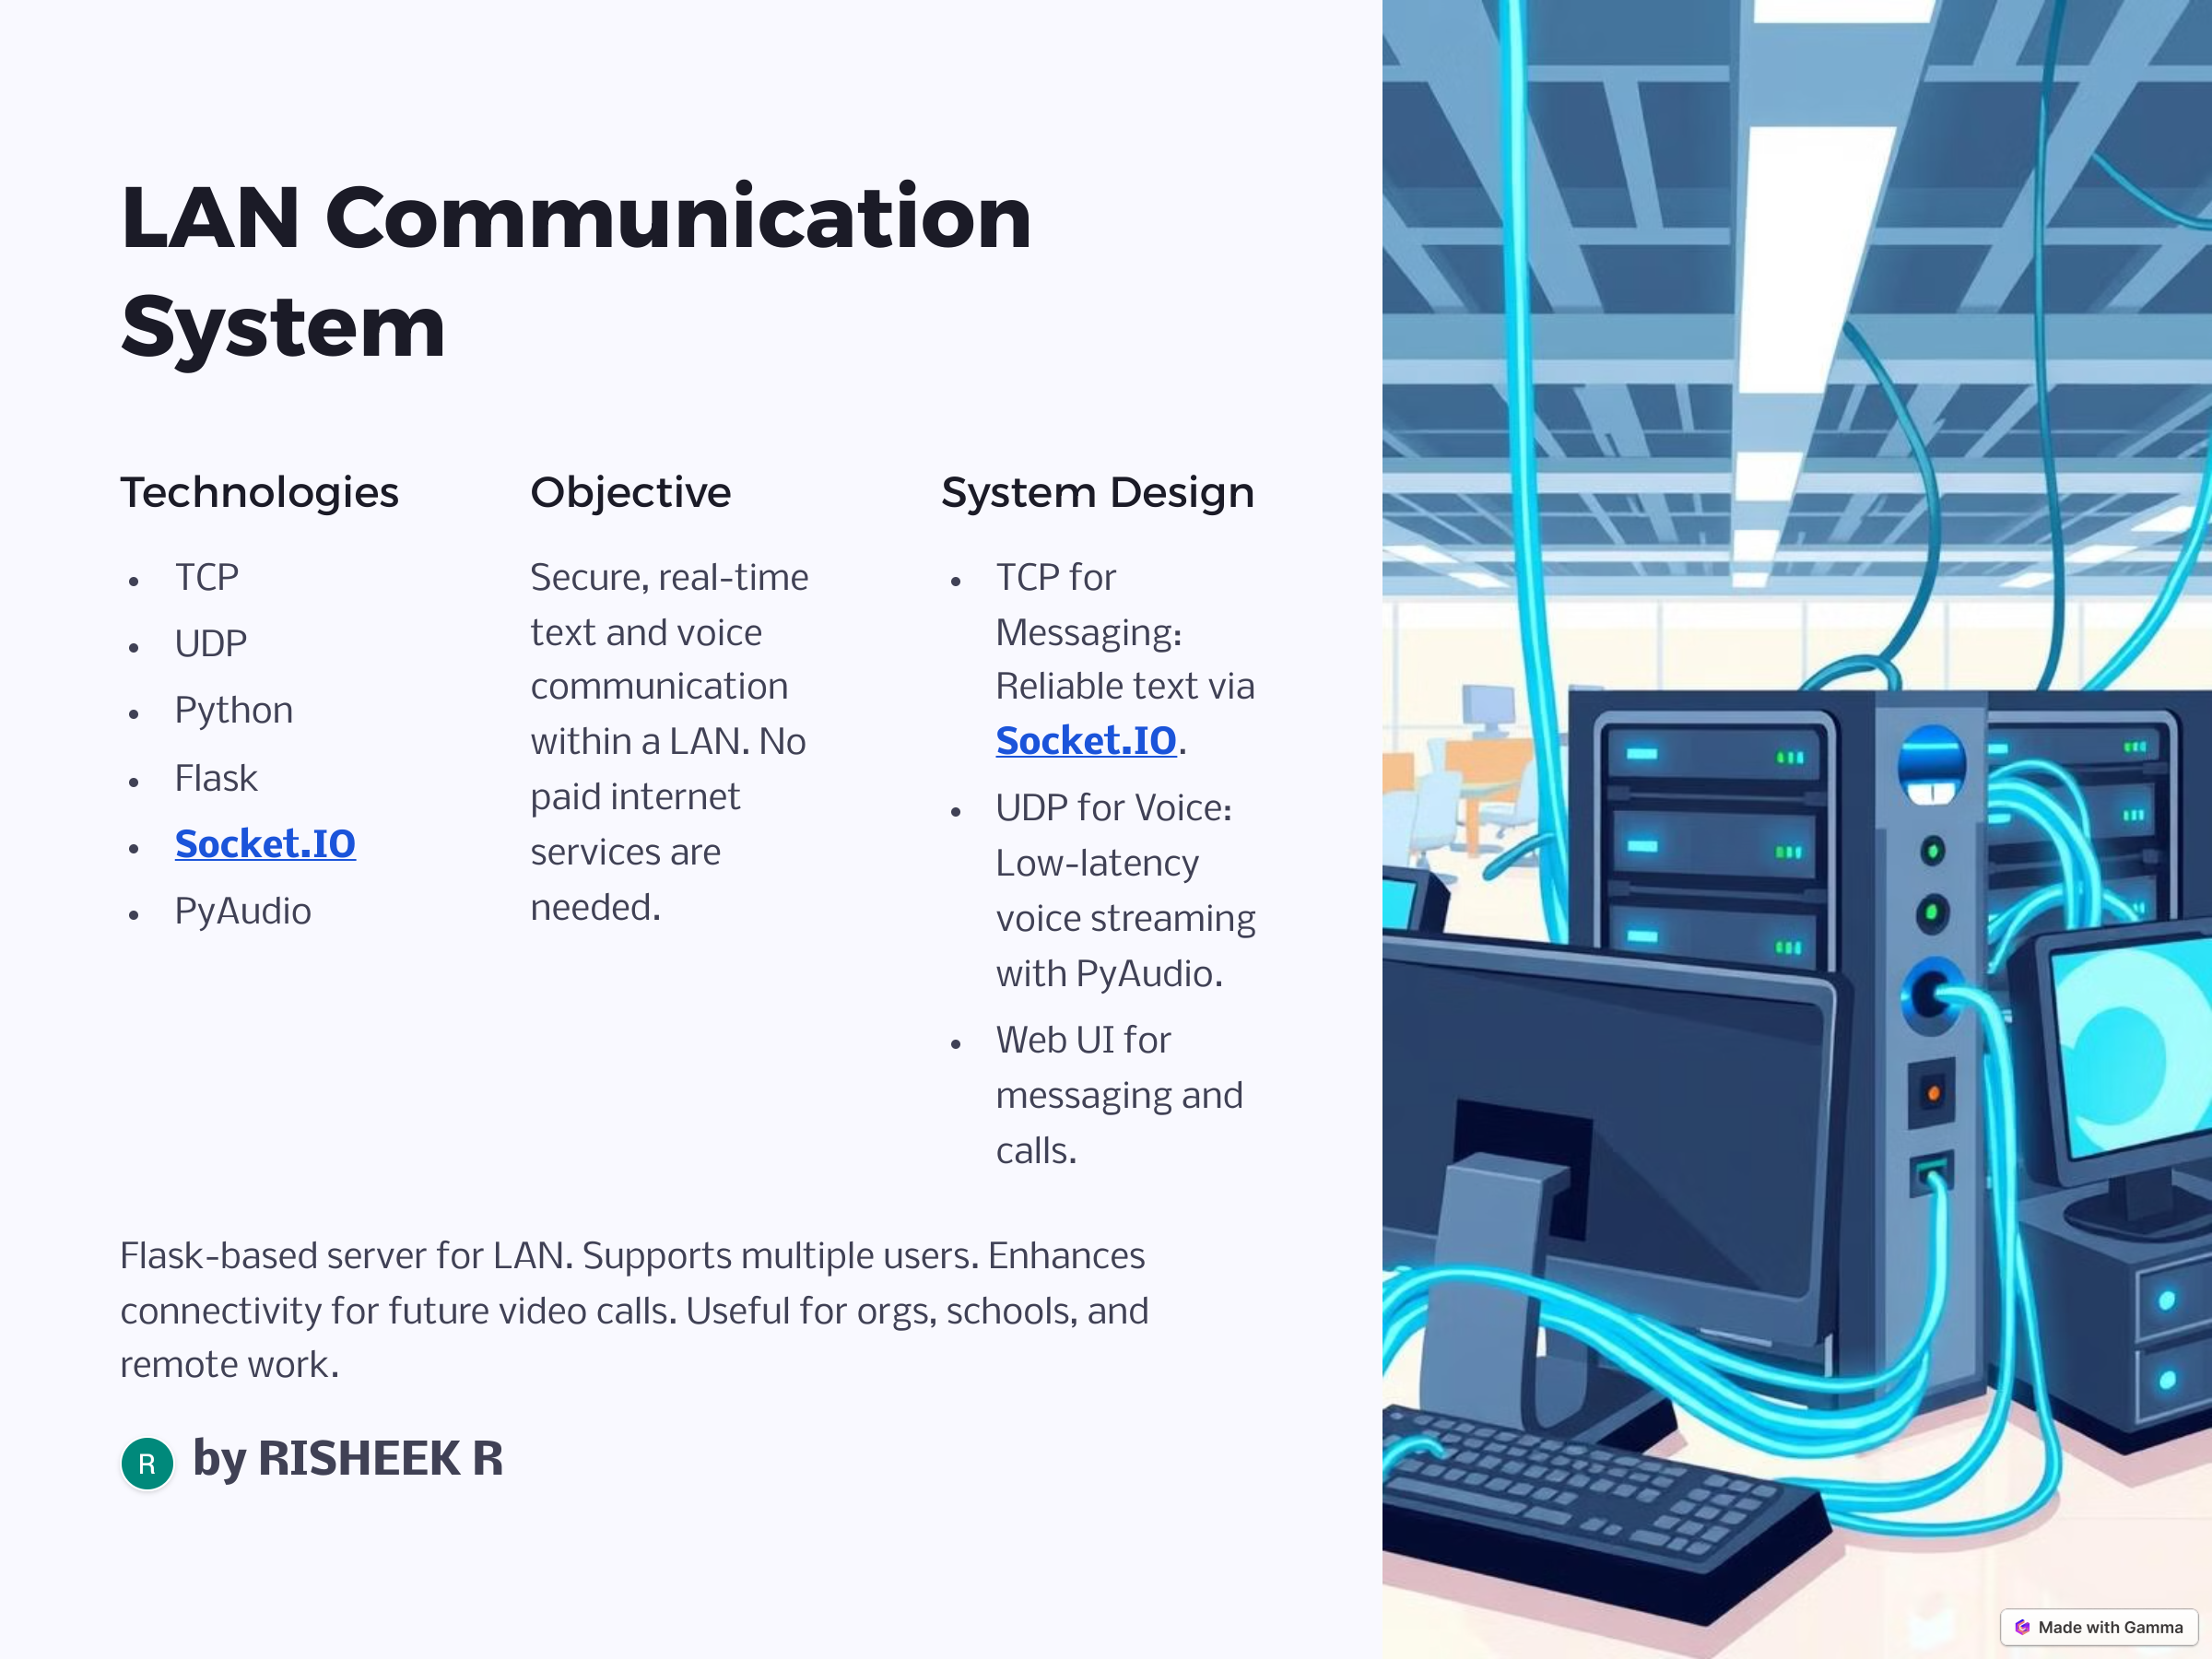 LAN Communication
System
Technologies
• TCP
• UDP
• Python
• Flask
• Socket.IO
• PyAudio
Objective
Secure, real-time
text and voice
communication
within a LAN. No
paid internet
services are
needed.
System Design
• TCP for
Messaging:
Reliable text via
Socket.IO.
• UDP for Voice:
Low-latency
voice streaming
with PyAudio.
• Web UI for
messaging and
calls.
Flask-based server for LAN. Supports multiple users. Enhances
connectivity for future video calls. Useful for orgs, schools, and
remote work.
R by RISHEEK R
Made with Gamma